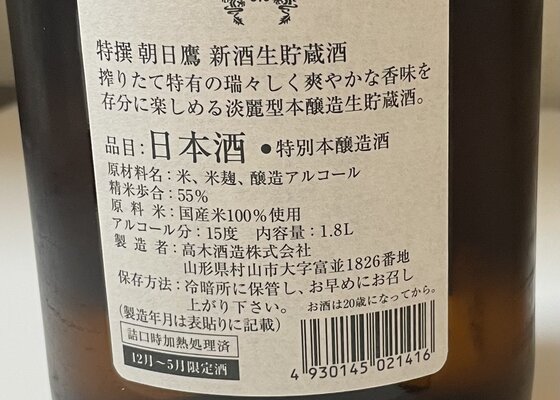 特撰 朝日鷹 新酒生貯蔵酒
搾りたて特有の瑞々しく爽やかな香味を
存分に楽しめる淡麗型本醸造生貯蔵酒。
品目：日本酒 ●特別本醸造酒
原材料名：米、米麹、醸造アルコール
精米歩合：55%
原料米：国産米100%使用
アルコール分：15度 内容量：1.8L
製造者：高木酒造株式会社
山形県村山市大字富並1826番地
保存方法：冷暗所に保管し、お早めにお召し
上がり下さい。 お酒は20歳になってから。
(製造年月は表貼りに記載)
詰口時加熱処理済
12月〜5月限定酒
4 930145 021416